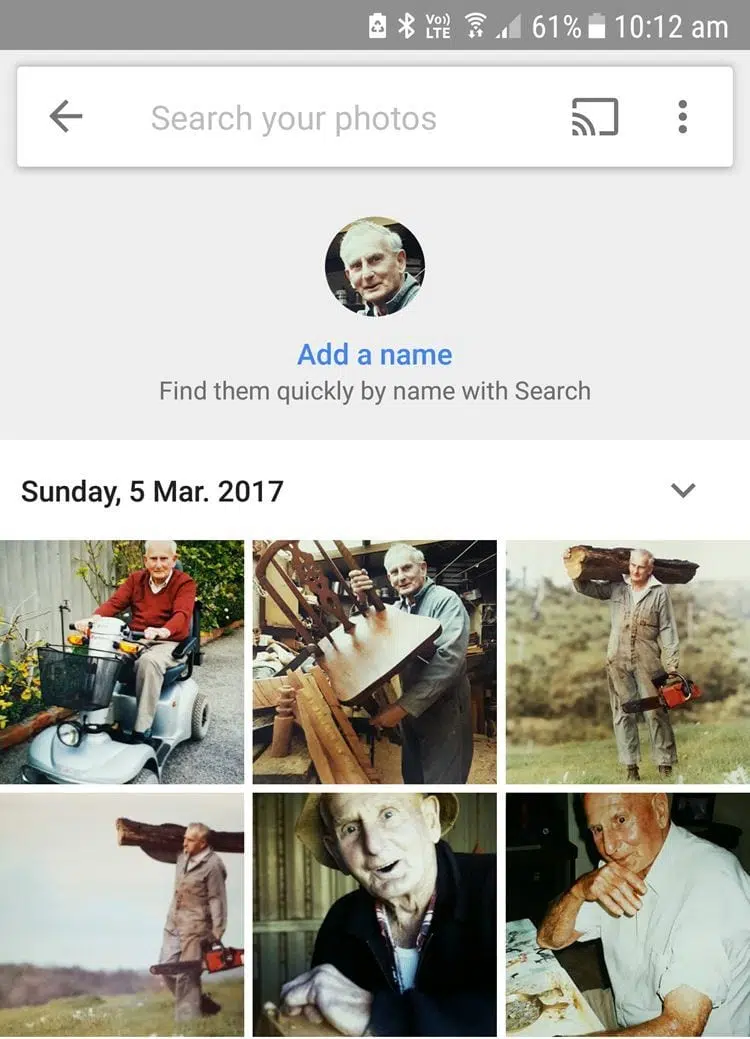 Vo)) LTE 61% 10:12 am
Search your photos
Add a name
Find them quickly by name with Search
Sunday, 5 Mar. 2017